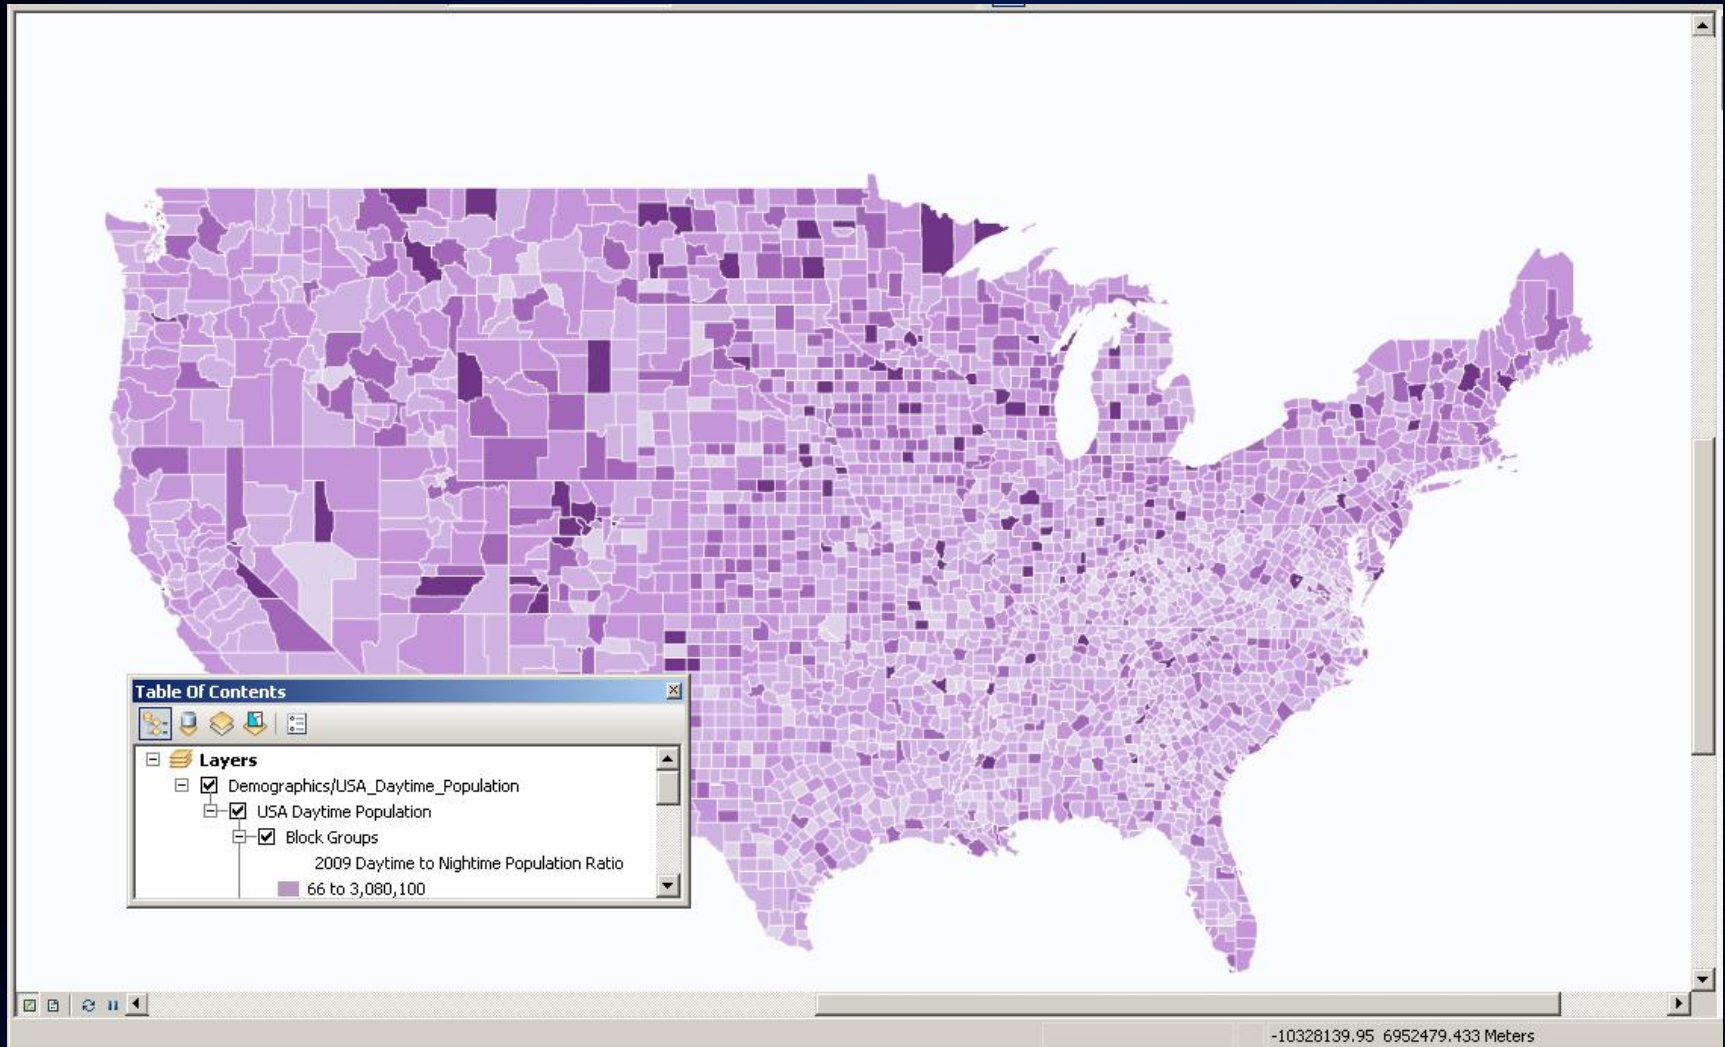 Table Of Contents
Layers
Demographics/USA_Daytime_Population
USA Daytime Population
Block Groups
2009 Daytime to Nightime Population Ratio
66 to 3,080,100
-10328139.95 6952479.433 Meters